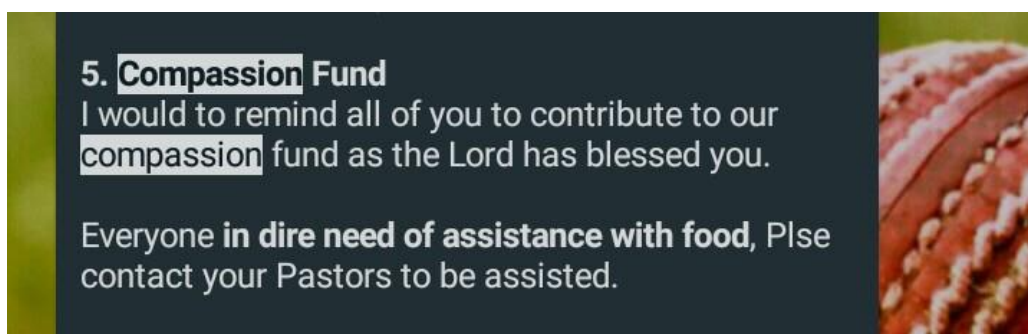 5. Compassion Fund
I would to remind all of you to contribute to our
compassion fund as the Lord has blessed you.
Everyone in dire need of assistance with food, Plse
contact your Pastors to be assisted.